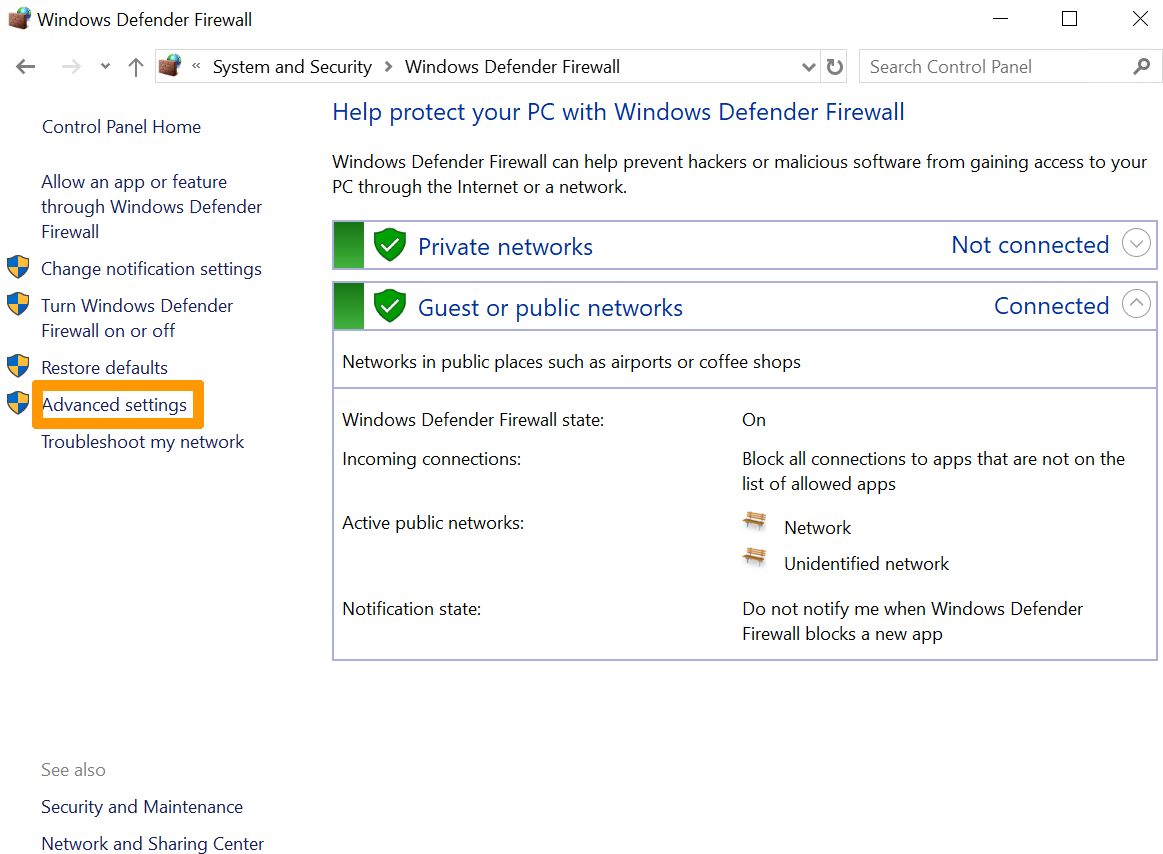 Windows Defender Firewall
« System and Security > Windows Defender Firewall
Search Control Panel
Control Panel Home
Allow an app or feature
through Windows Defender
Firewall
Change notification settings
Turn Windows Defender
Firewall on or off
Restore defaults
Advanced settings
Troubleshoot my network
See also
Security and Maintenance
Network and Sharing Center
Help protect your PC with Windows Defender Firewall
Windows Defender Firewall can help prevent hackers or malicious software from gaining access to your
PC through the Internet or a network.
Private networks Not connected
Guest or public networks Connected
Networks in public places such as airports or coffee shops
Windows Defender Firewall state: On
Incoming connections: Block all connections to apps that are not on the
list of allowed apps
Active public networks: Network
Unidentified network
Notification state: Do not notify me when Windows Defender
Firewall blocks a new app